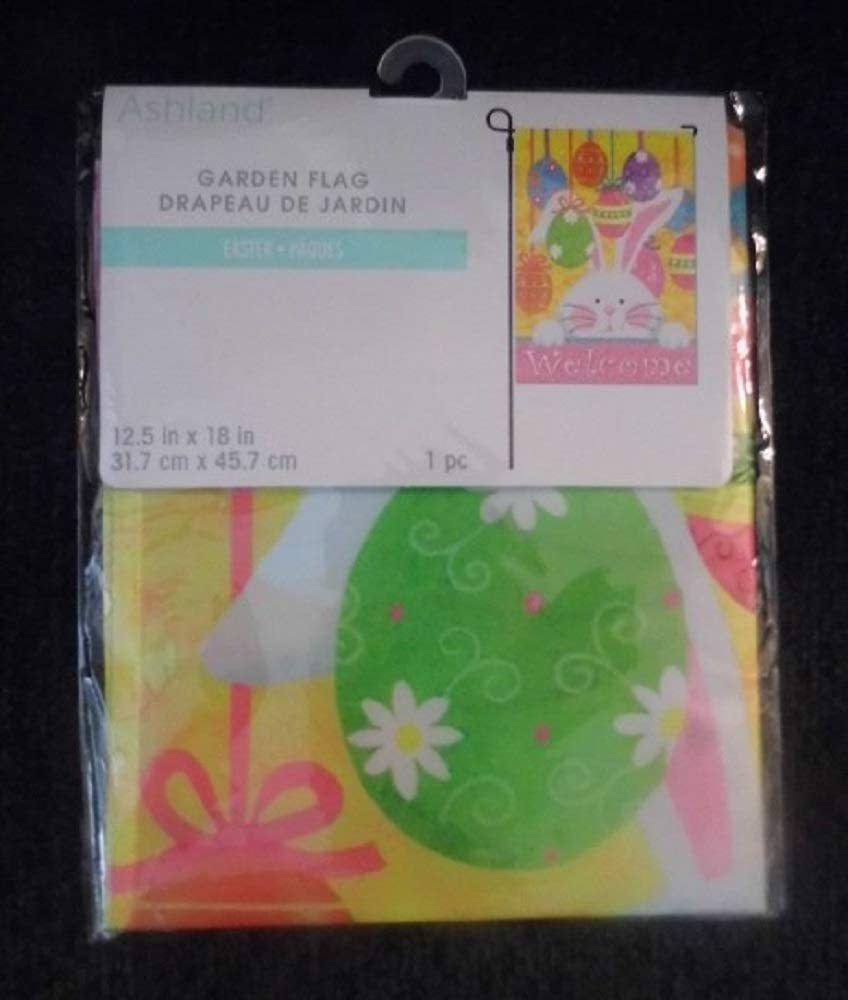 Ashland®
GARDEN FLAG
DRAPEAU DE JARDIN
EASTER • PÂQUES
Welcome
12.5 in x 18 in
31.7 cm x 45.7 cm
1 pc